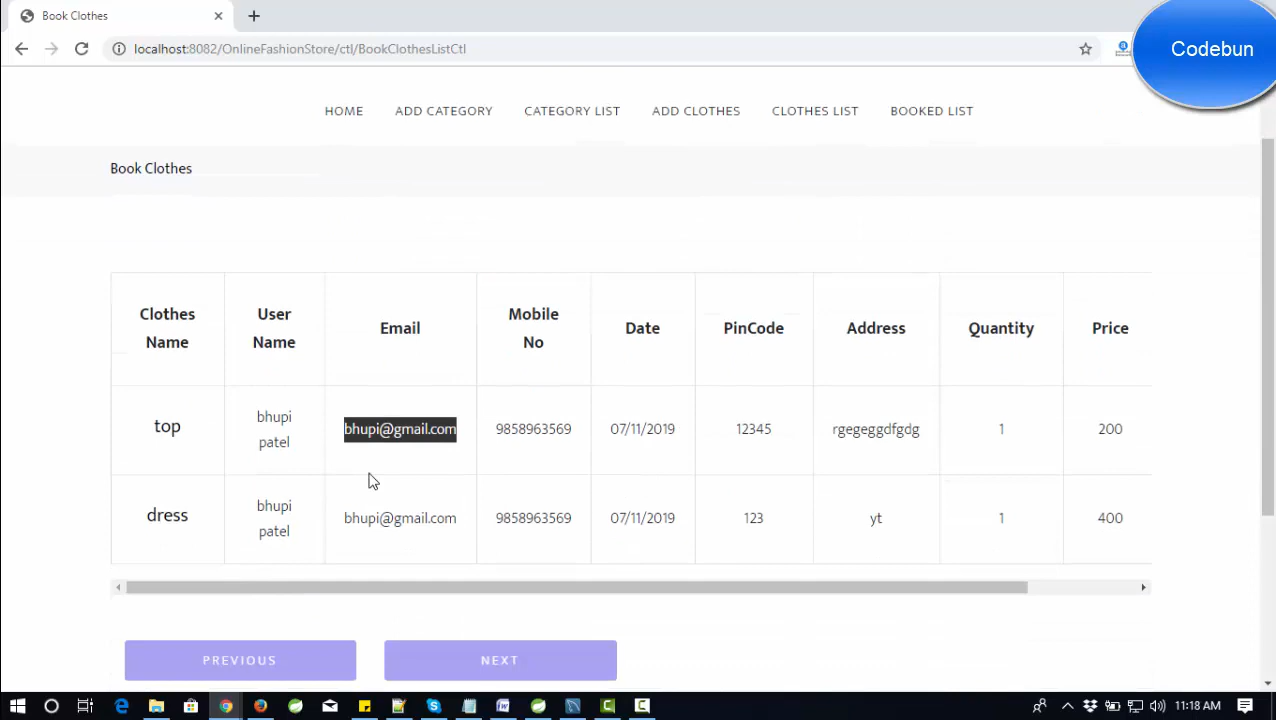 Book Clothes
localhost:8082/OnlineFashionStore/ctl/BookClothesListCtl
Codebun
HOME ADD CATEGORY CATEGORY LIST ADD CLOTHES CLOTHES LIST BOOKED LIST
Book Clothes
Clothes Name User Name Email Mobile No Date PinCode Address Quantity Price
top bhupi patel bhupi@gmail.com 9858963569 07/11/2019 12345 rgegeggdfgdg 1 200
dress bhupi patel bhupi@gmail.com 9858963569 07/11/2019 123 yt 1 400
PREVIOUS NEXT
11:18 AM